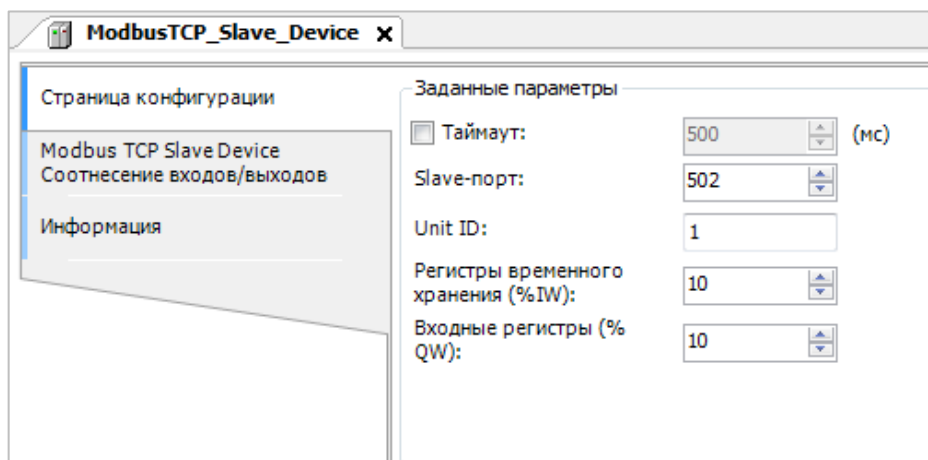 ModbusTCP_Slave_Device
Страница конфигурации
Modbus TCP Slave Device
Соотнесение входов/выходов
Информация
Заданные параметры
Таймаут: 500 (мс)
Slave-порт: 502
Unit ID: 1
Регистры временного
хранения (%IW): 10
Входные регистры (%
QW): 10